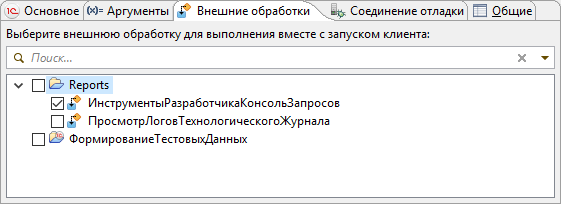 1С Основное (x)= Аргументы Внешние обработки Соединение отладки Общие
Выберите внешнюю обработку для выполнения вместе с запуском клиента:
Поиск...
Reports
ИнструментыРазработчикаКонсольЗапросов
ПросмотрЛоговТехнологическогоЖурнала
ФормированиеТестовыхДанных